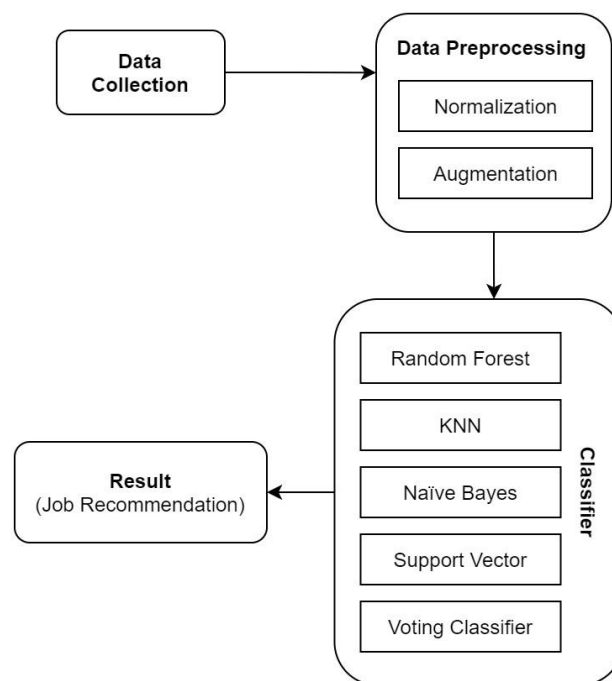 Data
Collection
Data Preprocessing
Normalization
Augmentation
Random Forest
KNN
Naïve Bayes
Support Vector
Voting Classifier
Classifier
Result
(Job Recommendation)